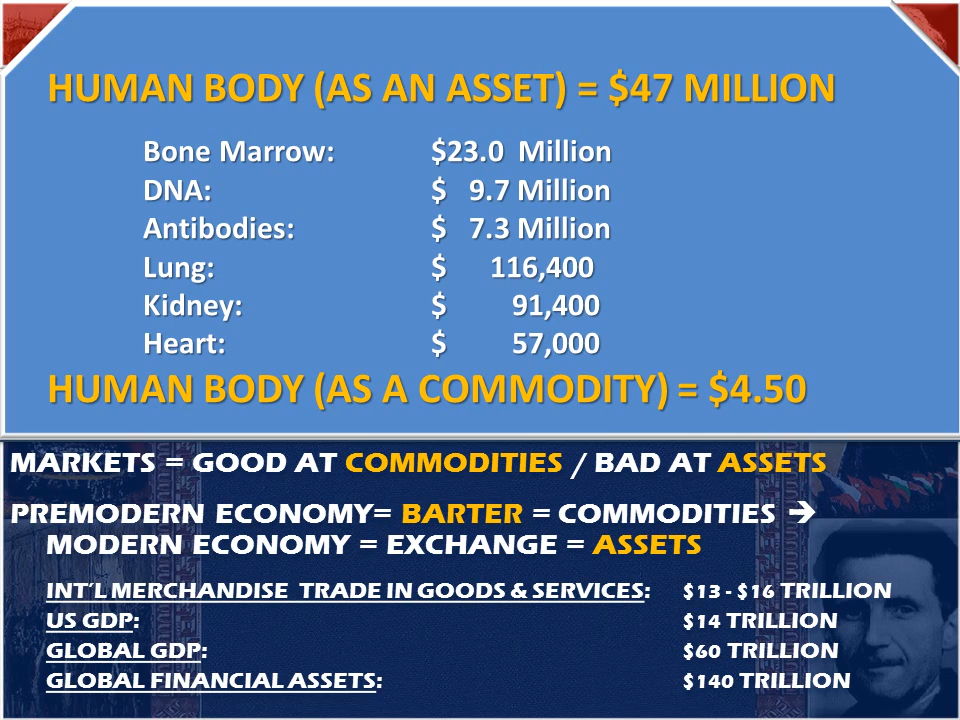 HUMAN BODY (AS AN ASSET) = $47 MILLION
Bone Marrow: $23.0 Million
DNA: $ 9.7 Million
Antibodies: $ 7.3 Million
Lung: $ 116,400
Kidney: $ 91,400
Heart: $ 57,000
HUMAN BODY (AS A COMMODITY) = $4.50
MARKETS = GOOD AT COMMODITIES / BAD AT ASSETS
PREMODERN ECONOMY= BARTER = COMMODITIES →
MODERN ECONOMY = EXCHANGE = ASSETS
INT´L MERCHANDISE TRADE IN GOODS & SERVICES: $13 - $16 TRILLION
US GDP: $14 TRILLION
GLOBAL GDP: $60 TRILLION
GLOBAL FINANCIAL ASSETS: $140 TRILLION